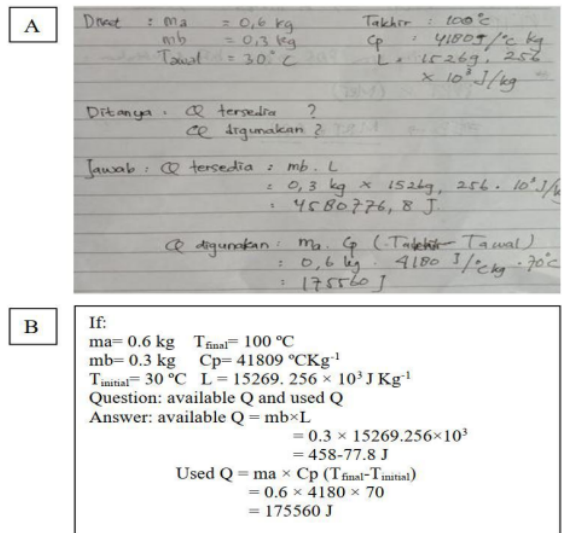 A
Diket : ma = 0,6 kg Takhir : 100°C
mb = 0,3 kg Cp : 4180 J/°C kg
Tawal = 30°C L = 15269,256
× 10³ J/kg
Ditanya : Q tersedia ?
Q digunakan ?
Jawab : Q tersedia : mb . L
: 0,3 kg × 15269,256 . 10³ J/k
: 4580776,8 J
Q digunakan : ma . Cp (Takhir - Tawal)
: 0,6 kg . 4180 J/°C kg . 70°C
: 175560 J
B
If:
ma= 0.6 kg Tfinal= 100 °C
mb= 0.3 kg Cp= 41809 °CKg⁻¹
Tinitial= 30 °C L = 15269. 256 × 10³ J Kg⁻¹
Question: available Q and used Q
Answer: available Q = mb×L
= 0.3 × 15269.256×10³
= 458-77.8 J
Used Q = ma × Cp (Tfinal-Tinitial)
= 0.6 × 4180 × 70
= 175560 J